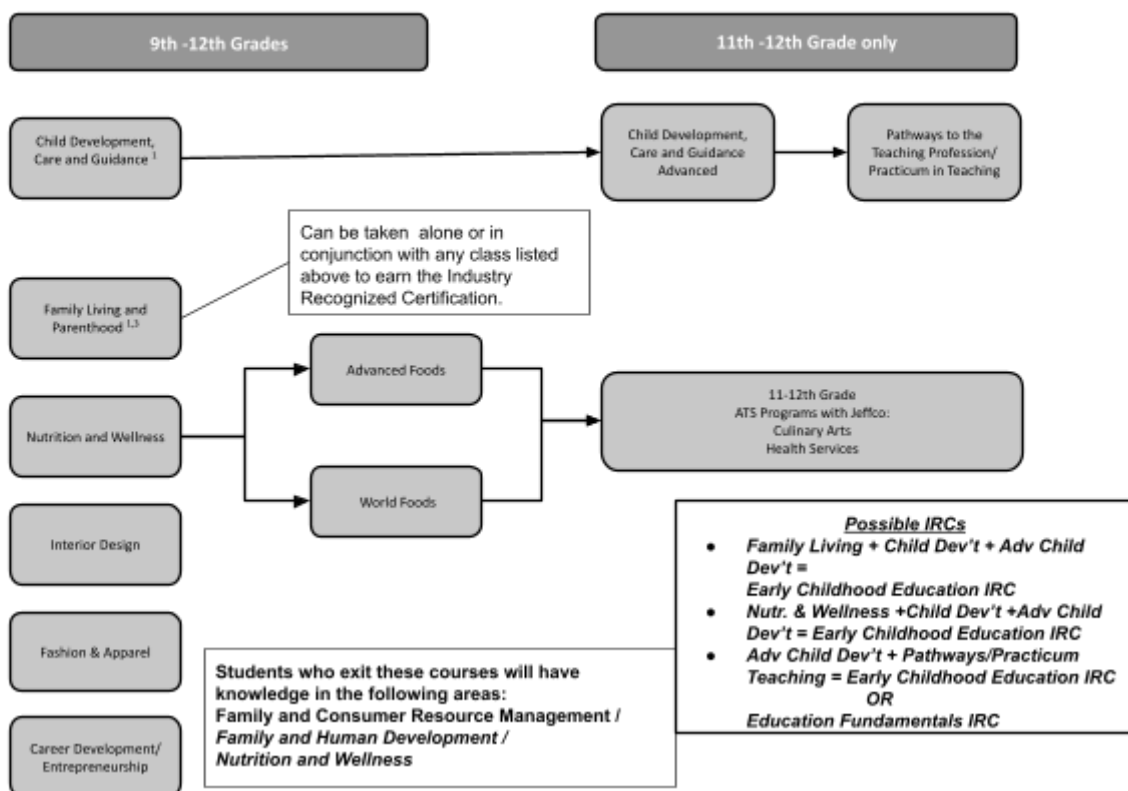 9th -12th Grades
11th -12th Grade only
Child Development,
Care and Guidance 1
Child Development,
Care and Guidance
Advanced
Pathways to the
Teaching Profession/
Practicum in Teaching
Can be taken alone or in
conjunction with any class listed
above to earn the Industry
Recognized Certification.
Family Living and
Parenthood 1,3
Advanced Foods
Nutrition and Wellness
11-12th Grade
ATS Programs with Jeffco:
Culinary Arts
Health Services
World Foods
Interior Design
Possible IRCs
● Family Living + Child Dev't + Adv Child
Dev't =
Early Childhood Education IRC
● Nutr. & Wellness +Child Dev't +Adv Child
Dev't = Early Childhood Education IRC
● Adv Child Dev't + Pathways/Practicum
Teaching = Early Childhood Education IRC
OR
Education Fundamentals IRC
Fashion & Apparel
Students who exit these courses will have
knowledge in the following areas:
Family and Consumer Resource Management /
Family and Human Development /
Nutrition and Wellness
Career Development/
Entrepreneurship